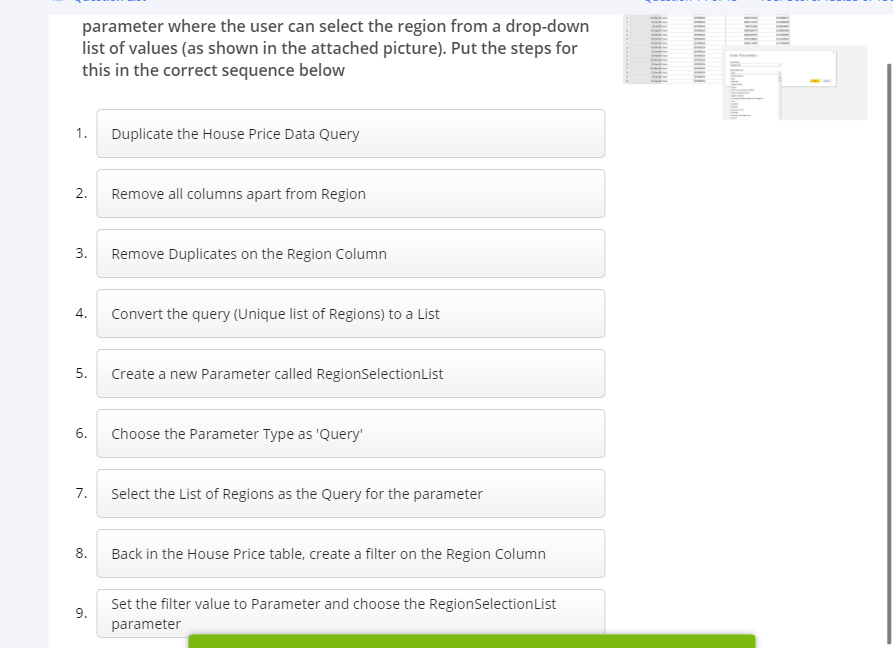 parameter where the user can select the region from a drop-down
list of values (as shown in the attached picture). Put the steps for
this in the correct sequence below
1. Duplicate the House Price Data Query
2. Remove all columns apart from Region
3. Remove Duplicates on the Region Column
4. Convert the query (Unique list of Regions) to a List
5. Create a new Parameter called RegionSelectionList
6. Choose the Parameter Type as 'Query'
7. Select the List of Regions as the Query for the parameter
8. Back in the House Price table, create a filter on the Region Column
9. Set the filter value to Parameter and choose the RegionSelectionList
parameter